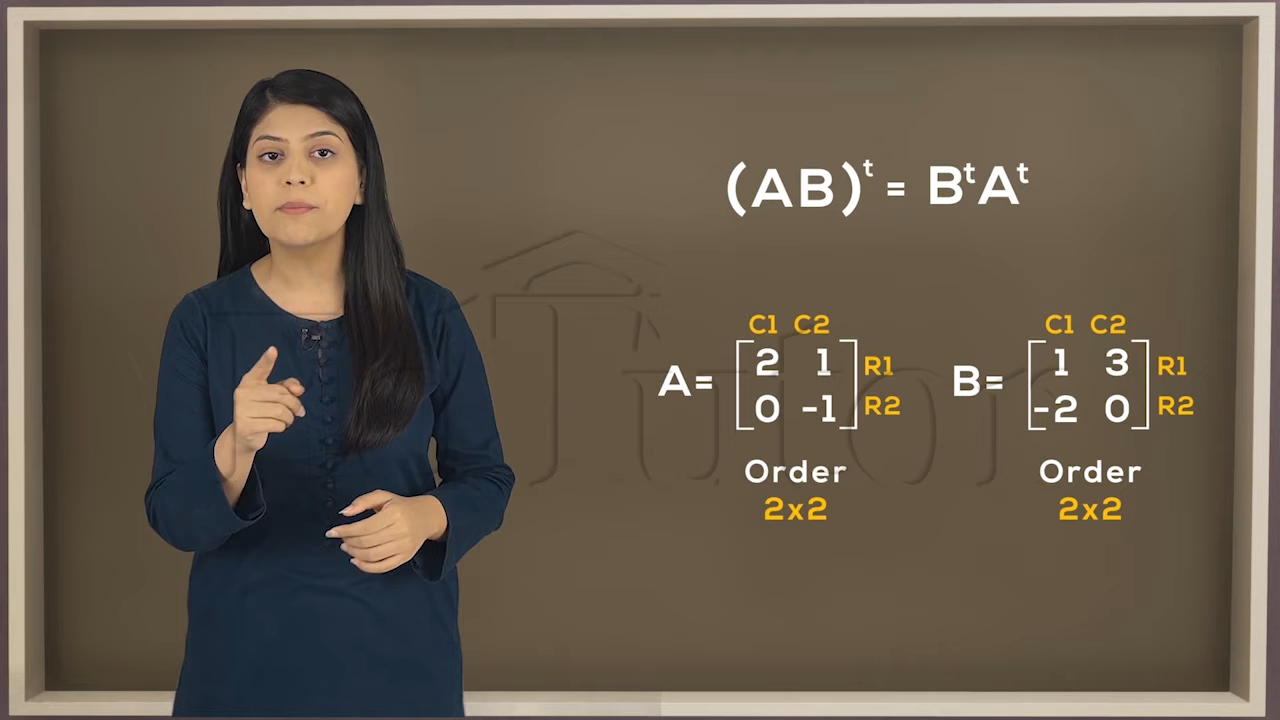 (AB)ᵗ = BᵗAᵗ
C1 C2
A= [2 1] R1
[0 -1] R2
Order
2x2
C1 C2
B= [1 3] R1
[-2 0] R2
Order
2x2
Tutor